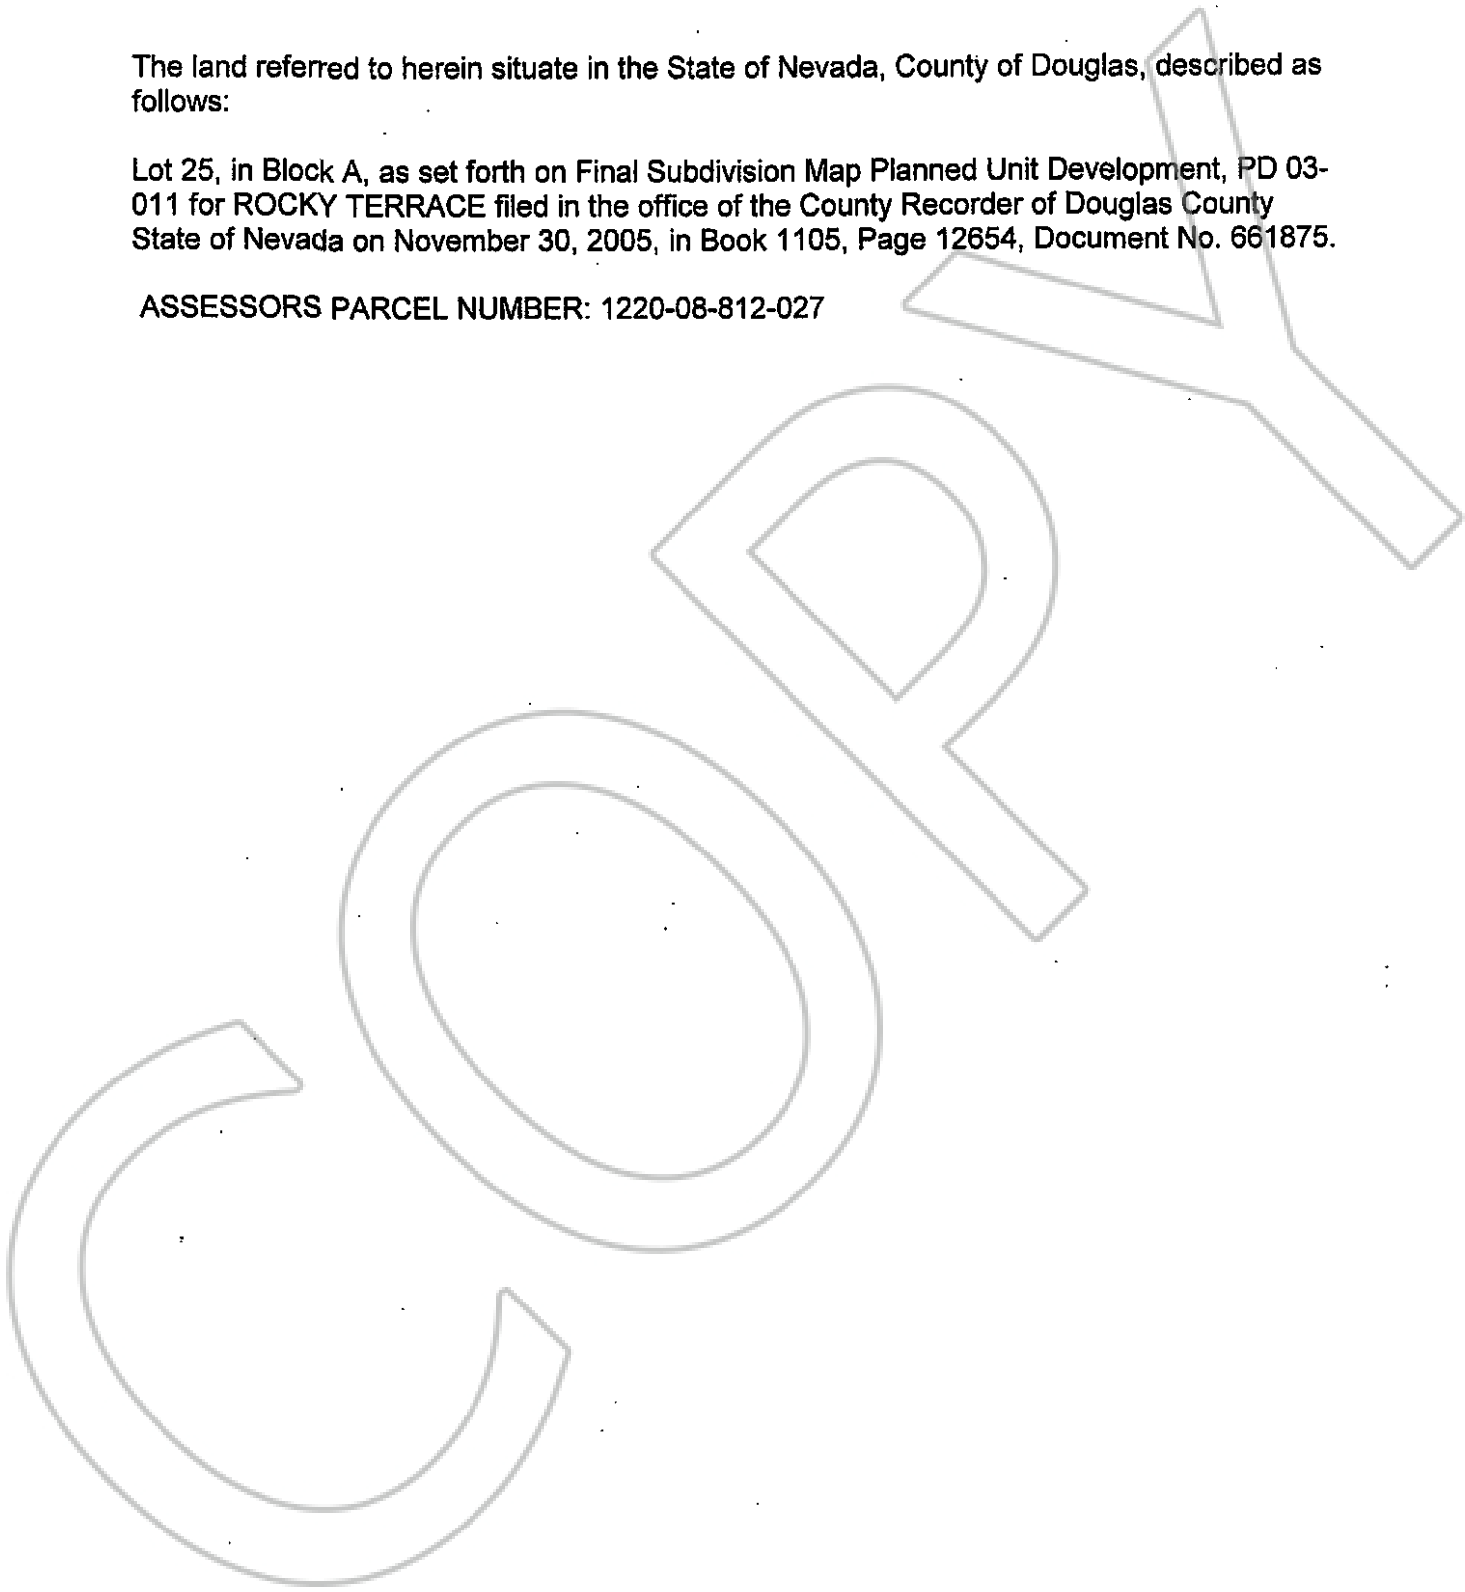 The land referred to herein situate in the State of Nevada, County of Douglas, described as
follows:
Lot 25, in Block A, as set forth on Final Subdivision Map Planned Unit Development, PD 03-
011 for ROCKY TERRACE filed in the office of the County Recorder of Douglas County
State of Nevada on November 30, 2005, in Book 1105, Page 12654, Document No. 661875.
ASSESSORS PARCEL NUMBER: 1220-08-812-027
COPY